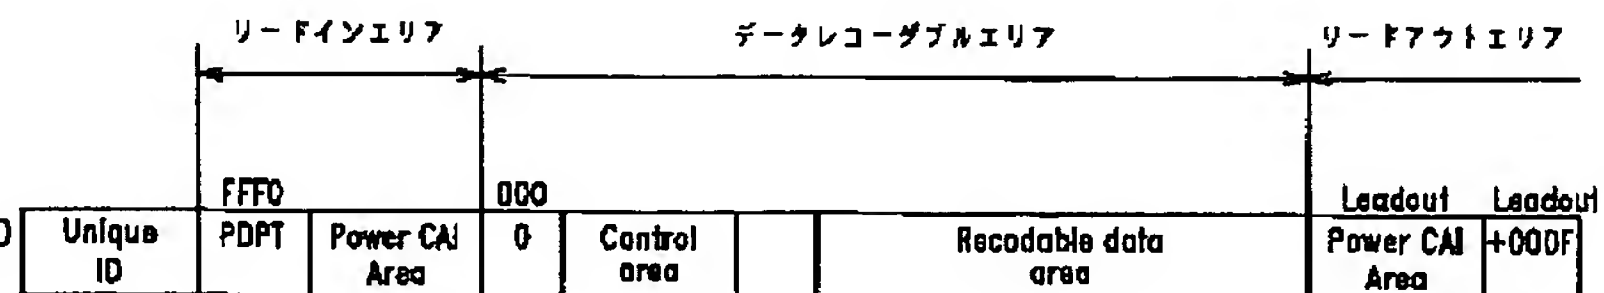 リードインエリア データレコーダブルエリア リードアウトエリア
FFF0 000 Leadout Leadout
Unique PDPT Power CAl 0 Control Recodable data Power CAl +000F
ID Area area area Area